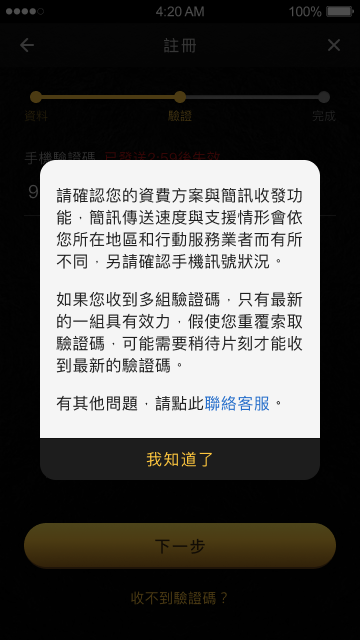 4:20 AM
100%
註冊
資料
驗證
完成
手機驗證碼
9
請確認您的資費方案與簡訊收發功
能，簡訊傳送速度與支援情形會依
您所在地區和行動服務業者而有所
不同，另請確認手機訊號狀況。
如果您收到多組驗證碼，只有最新
的一組具有效力，假使您重覆索取
驗證碼，可能需要稍待片刻才能收
到最新的驗證碼。
有其他問題，請點此聯絡客服。
我知道了
下一步
收不到驗證碼？